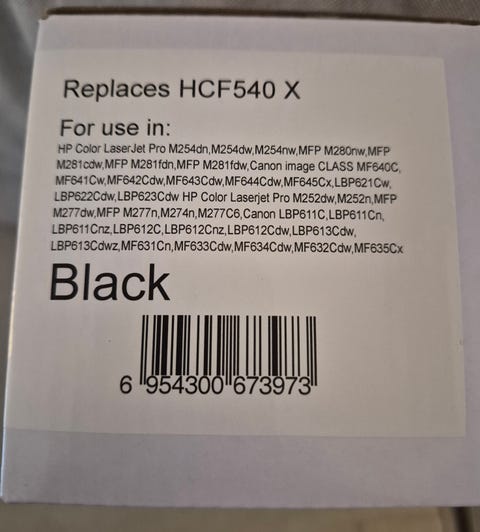 Replaces HCF540 X
For use in:
HP Color LaserJet Pro M254dn,M254dw,M254nw,MFP M280nw,MFP
M281cdw,MFP M281fdn,MFP M281fdw,Canon image CLASS MF640C,
MF641Cw,MF642Cdw,MF643Cdw,MF644Cdw,MF645Cx,LBP621Cw,
LBP622Cdw,LBP623Cdw HP Color Laserjet Pro M252dw,M252n,MFP
M277dw,MFP M277n,M274n,M277C6,Canon LBP611C,LBP611Cn,
LBP611Cnz,LBP612C,LBP612Cnz,LBP612Cdw,LBP613Cdw,
LBP613Cdwz,MF631Cn,MF633Cdw,MF634Cdw,MF632Cdw,MF635Cx
Black
6 954300 673973